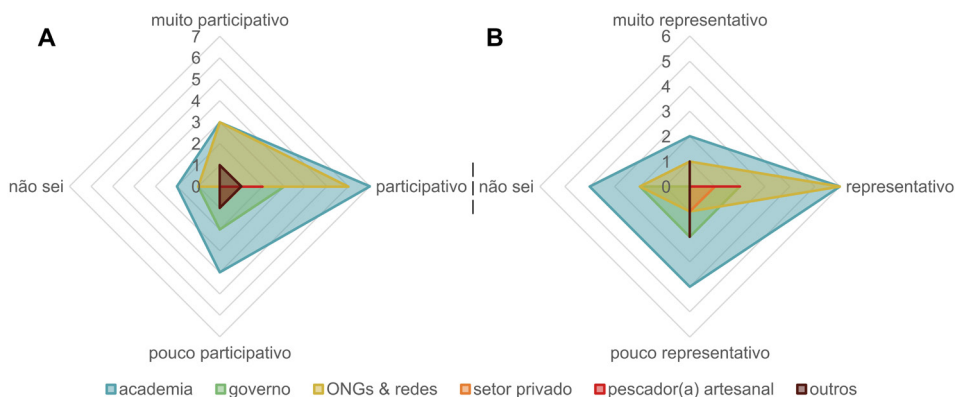 A
muito participativo
7
6
5
4
3
2
1
0
não sei
participativo
pouco participativo
B
muito representativo
6
5
4
3
2
1
0
não sei
representativo
pouco representativo
academia governo ONGs & redes setor privado pescador(a) artesanal outros